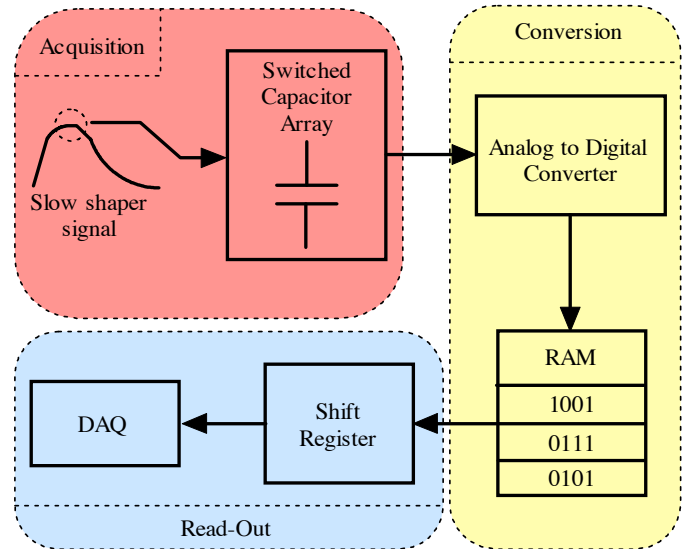 Acquisition
Switched
Capacitor
Array
Slow shaper
signal
Conversion
Analog to Digital
Converter
RAM
1001
0111
0101
Shift
Register
DAQ
Read-Out